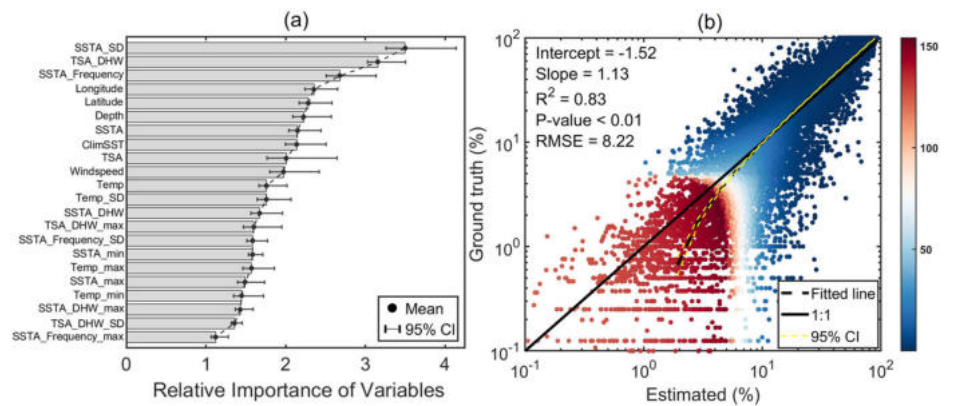 (a)
SSTA_SD
TSA_DHW
SSTA_Frequency
Longitude
Latitude
Depth
SSTA
ClimSST
TSA
Windspeed
Temp
Temp_SD
SSTA_DHW
TSA_DHW_max
SSTA_Frequency_SD
SSTA_min
Temp_max
SSTA_max
Temp_min
SSTA_DHW_max
TSA_DHW_SD
SSTA_Frequency_max
Mean
95% CI
0 1 2 3 4
Relative Importance of Variables
(b)
Intercept = -1.52
Slope = 1.13
R² = 0.83
P-value < 0.01
RMSE = 8.22
Ground truth (%)
10²
10¹
10⁰
10⁻¹
Fitted line
1:1
95% CI
10⁻¹ 10⁰ 10¹ 10²
Estimated (%)
150
100
50